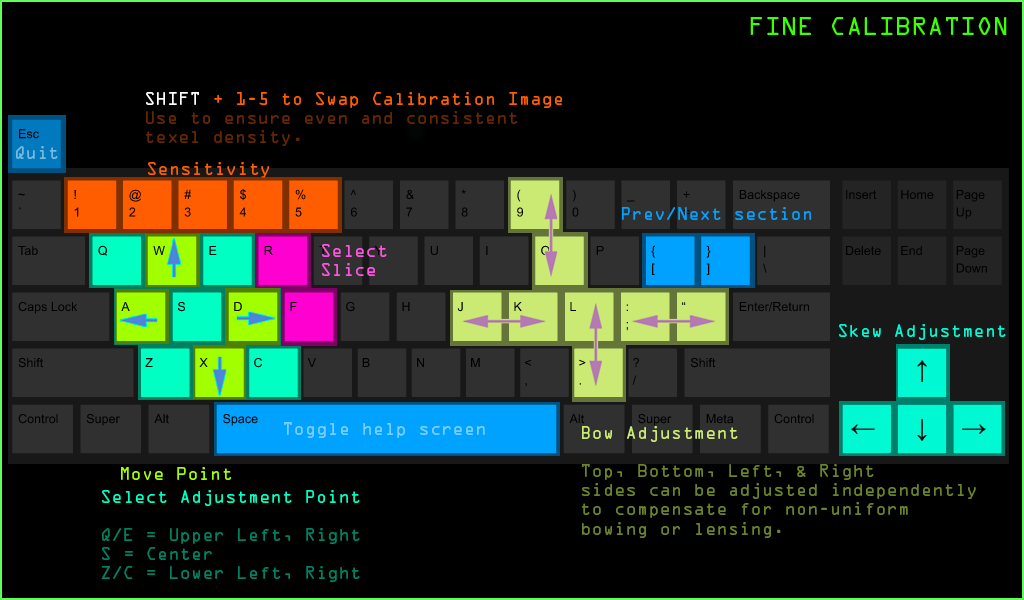 FINE CALIBRATION
SHIFT + 1-5 to Swap Calibration Image
Use to ensure even and consistent
texel density.
Esc
Quit
Sensitivity
~ ! @ # $ % ^ & * ( ) _ + Backspace Insert Home Page
` 1 2 3 4 5 6 7 8 9 0 Up
Prev/Next section
Tab Q W E R U I O P { } | Delete End Page
[ ] \ Down
Select
Slice
Caps Lock A S D F G H J K L : " Enter/Return
;
Skew Adjustment
Shift Z X C V B N M < > ? Shift ↑
, . /
Control Super Alt Space Alt Super Meta Control ← ↓ →
Toggle help screen
Bow Adjustment
Move Point
Select Adjustment Point
Top, Bottom, Left, & Right
sides can be adjusted independently
to compensate for non-uniform
bowing or lensing.
Q/E = Upper Left, Right
S = Center
Z/C = Lower Left, Right